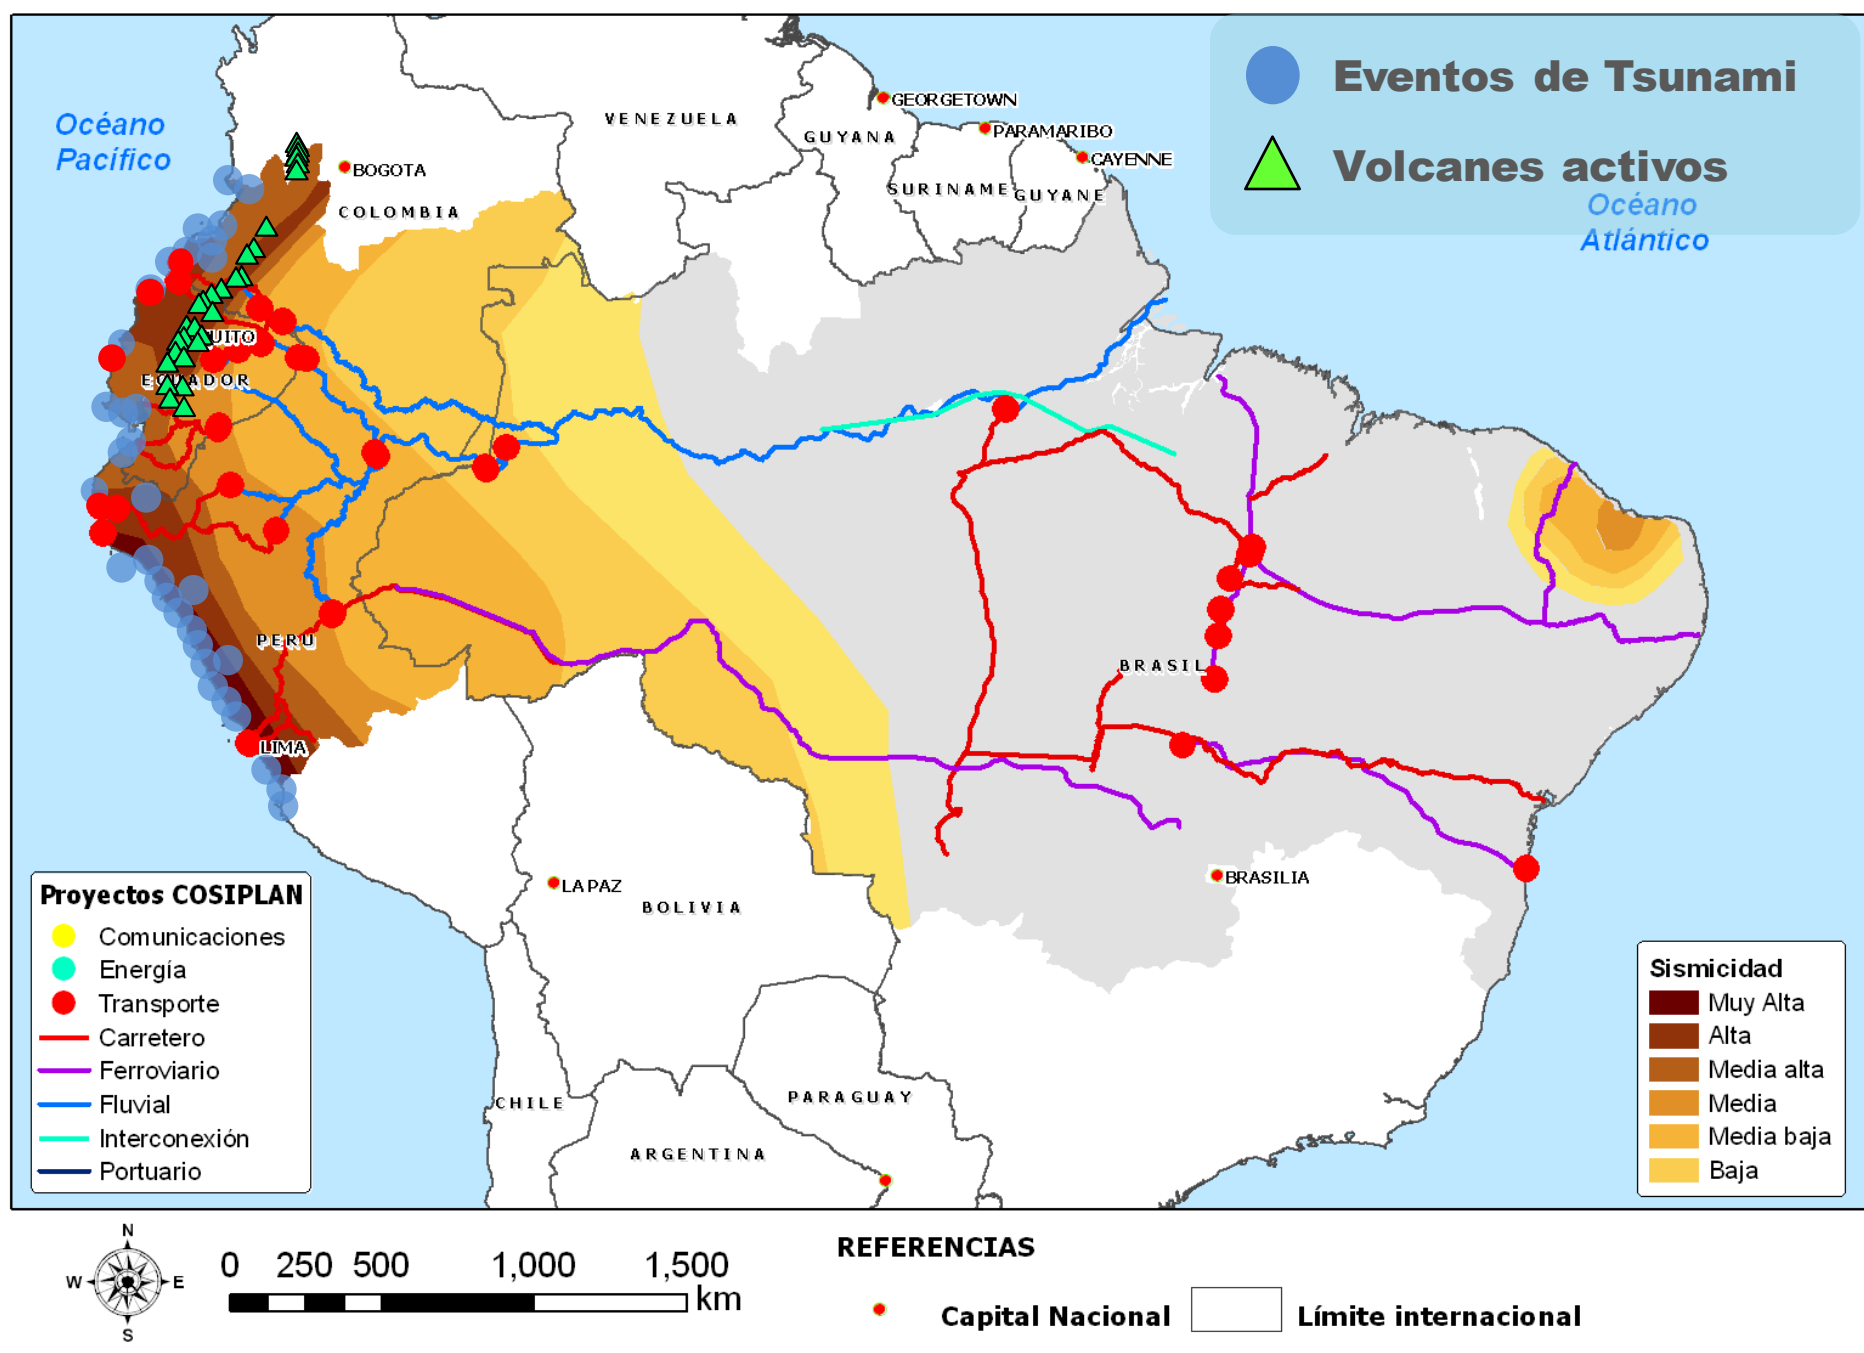 Eventos de Tsunami
Volcanes activos
Océano
Pacífico
Océano
Atlántico
GEORGETOWN
VENEZUELA
GUYANA
PARAMARIBO
CAYENNE
BOGOTA
SURINAME
GUYANE
COLOMBIA
UITO
ECUADOR
PERU
BRASIL
LIMA
LA PAZ
BRASILIA
BOLIVIA
CHILE
PARAGUAY
ARGENTINA
Proyectos COSIPLAN
Comunicaciones
Energía
Transporte
Carretero
Ferroviario
Fluvial
Interconexión
Portuario
Sismicidad
Muy Alta
Alta
Media alta
Media
Media baja
Baja
N
W E
S
0 250 500 1,000 1,500
km
REFERENCIAS
Capital Nacional
Límite internacional